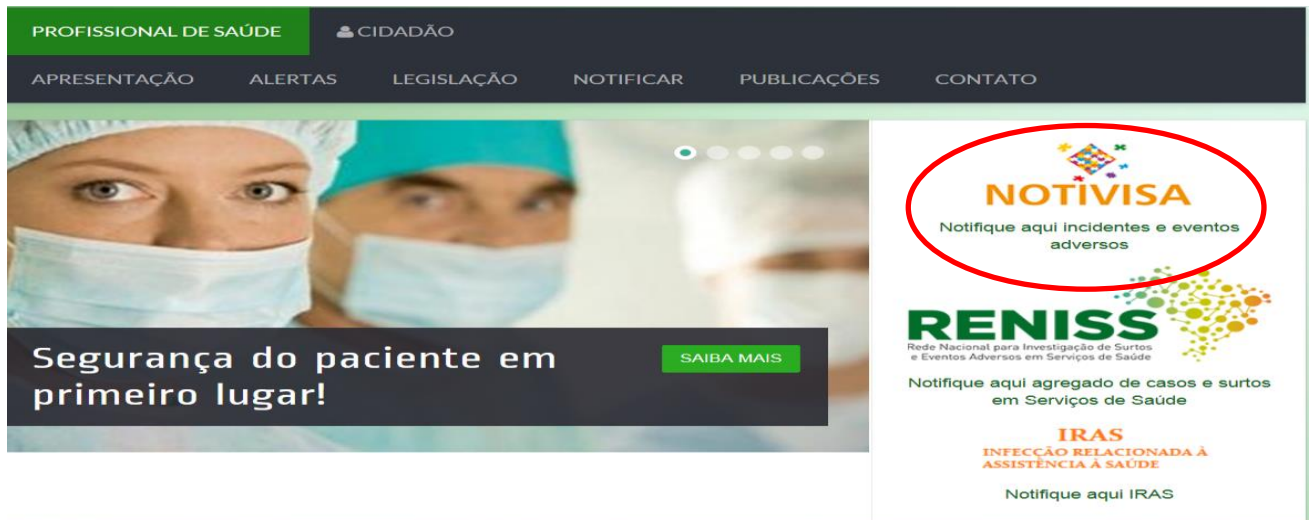 PROFISSIONAL DE SAÚDE
CIDADÃO
APRESENTAÇÃO
ALERTAS
LEGISLAÇÃO
NOTIFICAR
PUBLICAÇÕES
CONTATO
Segurança do paciente em
primeiro lugar!
SAIBA MAIS
NOTIVISA
Notifique aqui incidentes e eventos
adversos
RENISS
Rede Nacional para Investigação de Surtos
e Eventos Adversos em Serviços de Saúde
Notifique aqui agregado de casos e surtos
em Serviços de Saúde
IRAS
INFECÇÃO RELACIONADA À
ASSISTÊNCIA À SAÚDE
Notifique aqui IRAS